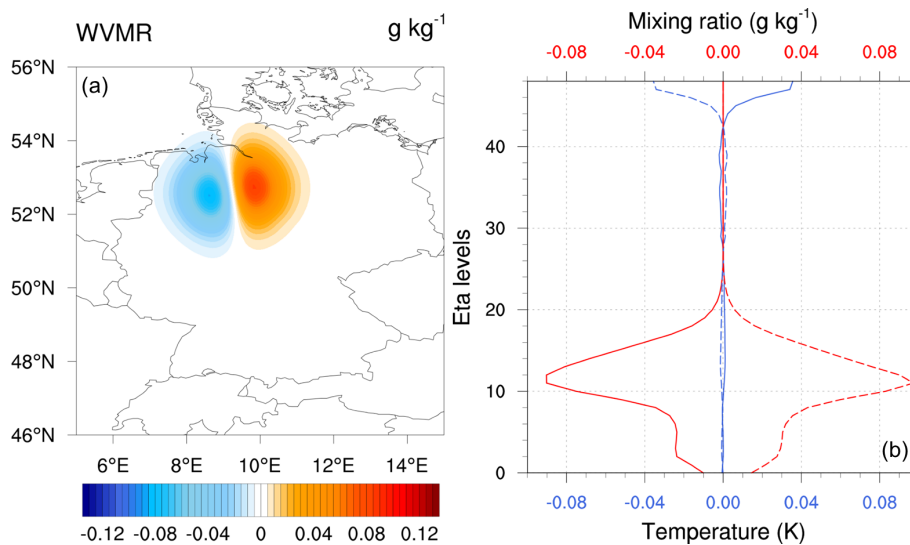 WVMR g kg-1
(a)
56°N
54°N
52°N
50°N
48°N
46°N
6°E 8°E 10°E 12°E 14°E
-0.12 -0.08 -0.04 0 0.04 0.08 0.12
Mixing ratio (g kg-1)
-0.08 -0.04 0.00 0.04 0.08
Eta levels
40
30
20
10
0
(b)
-0.08 -0.04 0.00 0.04 0.08
Temperature (K)